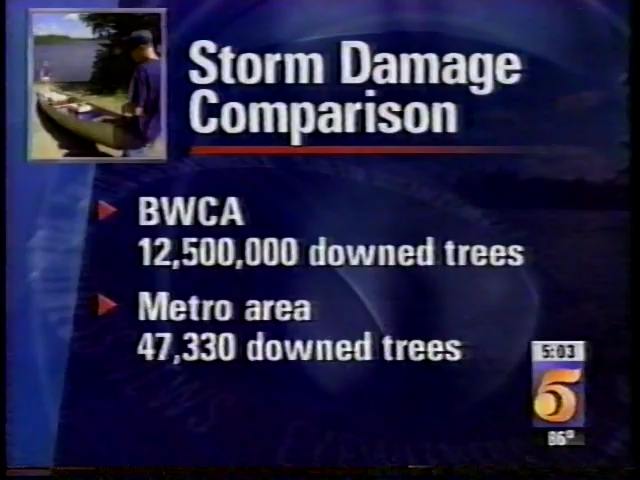 Storm Damage
Comparison
BWCA
12,500,000 downed trees
Metro area
47,330 downed trees
5:03
5
86°